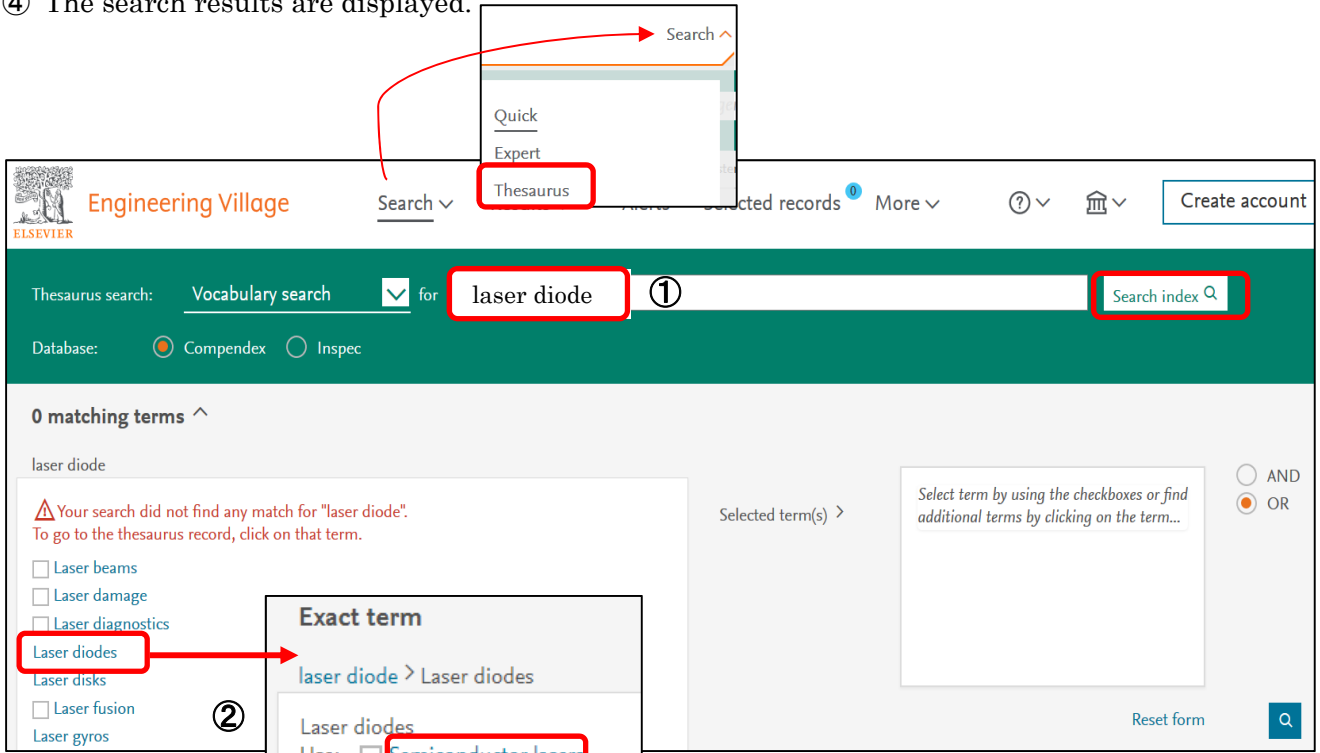 ④ The search results are displayed.
Search
Quick
Expert
Thesaurus
ELSEVIER
Engineering Village
Search
Alerts
Selected records 0
More
?
Create account
Thesaurus search: Vocabulary search for laser diode ① Search index
Database: Compendex Inspec
0 matching terms
laser diode
Your search did not find any match for "laser diode".
To go to the thesaurus record, click on that term.
Laser beams
Laser damage
Laser diagnostics
Laser diodes
Laser disks
Laser fusion
Laser gyros
②
Exact term
laser diode > Laser diodes
Laser diodes
Use: Semiconductor lasers
Selected term(s) >
Select term by using the checkboxes or find
additional terms by clicking on the term...
AND
OR
Reset form